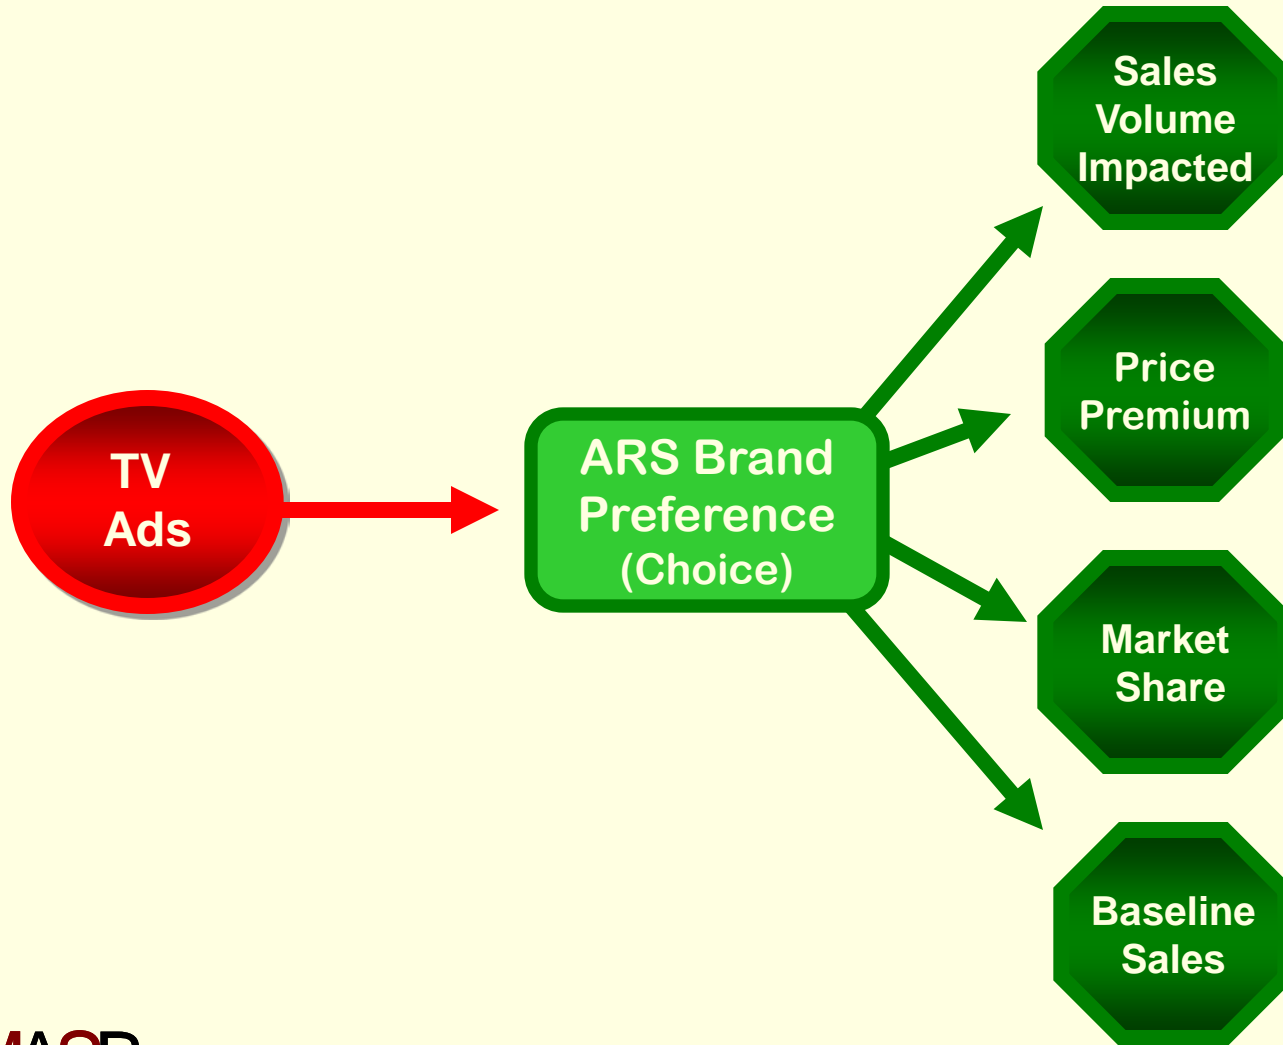 Sales
Volume
Impacted
Price
Premium
TV
Ads
ARS Brand
Preference
(Choice)
Market
Share
Baseline
Sales